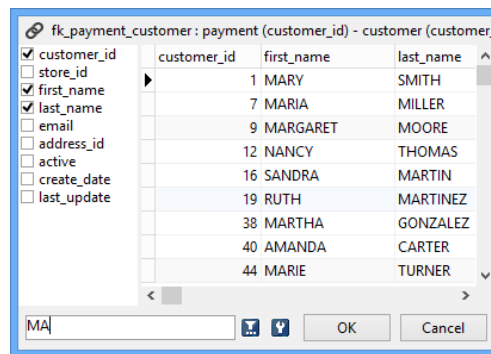 fk_payment_customer : payment (customer_id) - customer (customer_
customer_id
store_id
first_name
last_name
email
address_id
active
create_date
last_update
customer_id first_name last_name
1 MARY SMITH
7 MARIA MILLER
9 MARGARET MOORE
12 NANCY THOMAS
16 SANDRA MARTIN
19 RUTH MARTINEZ
38 MARTHA GONZALEZ
40 AMANDA CARTER
44 MARIE TURNER
MA OK Cancel